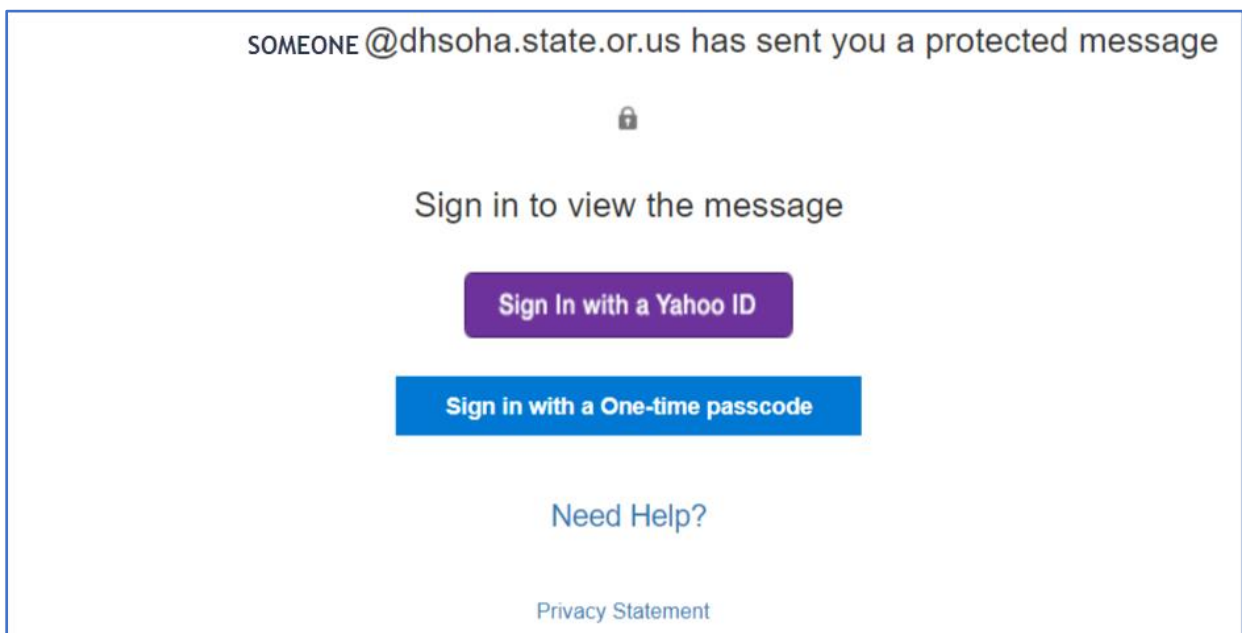 SOMEONE @dhsoha.state.or.us has sent you a protected message
Sign in to view the message
Sign In with a Yahoo ID
Sign in with a One-time passcode
Need Help?
Privacy Statement